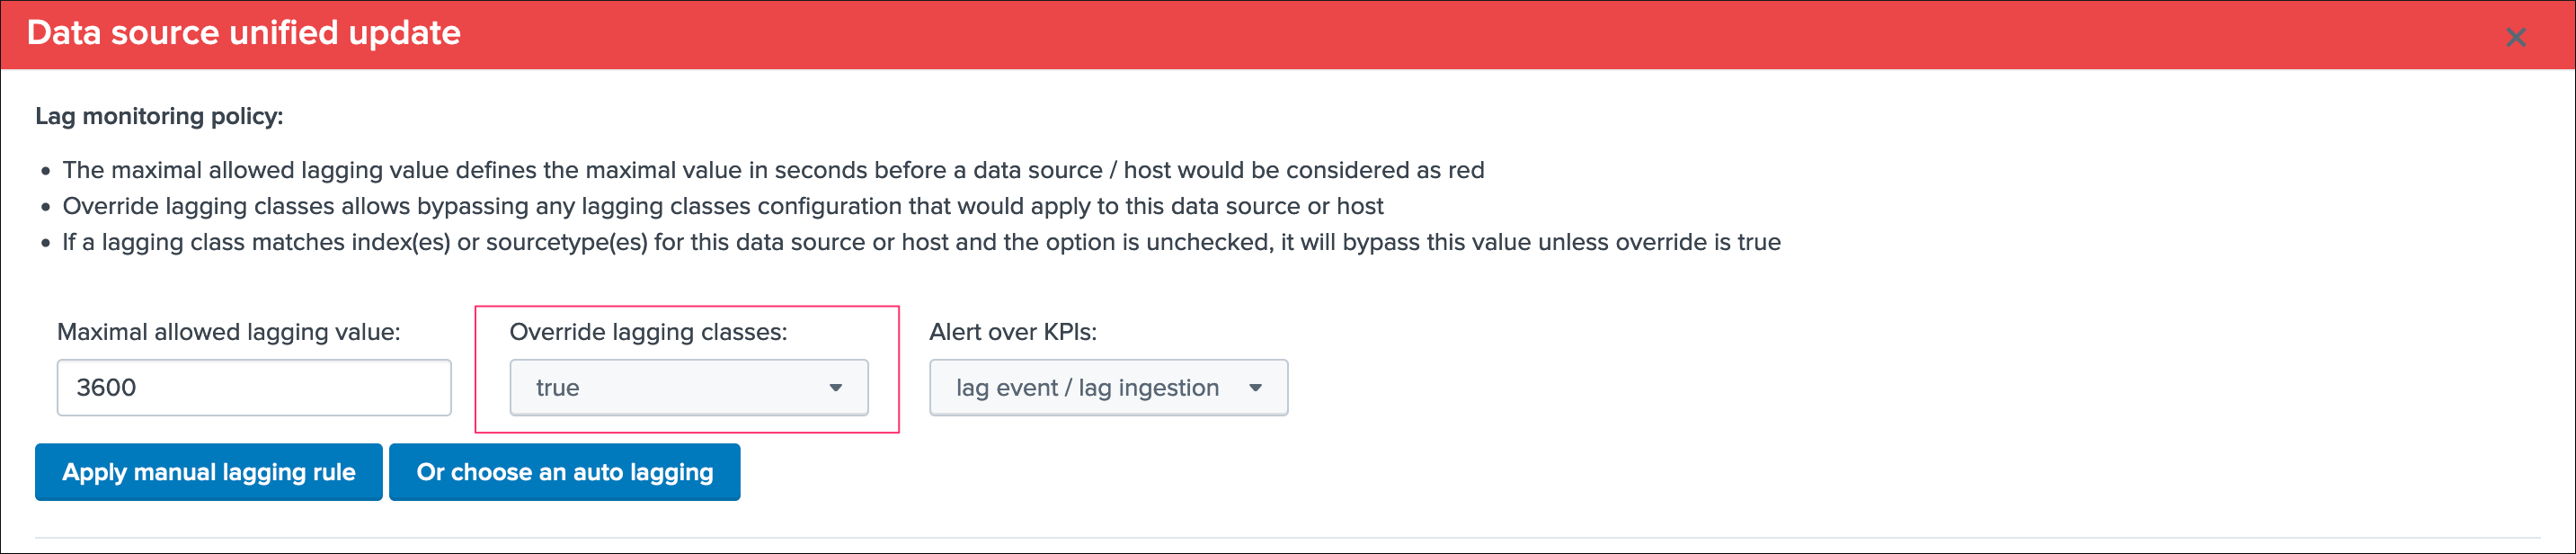 Data source unified update
Lag monitoring policy:
• The maximal allowed lagging value defines the maximal value in seconds before a data source / host would be considered as red
• Override lagging classes allows bypassing any lagging classes configuration that would apply to this data source or host
• If a lagging class matches index(es) or sourcetype(es) for this data source or host and the option is unchecked, it will bypass this value unless override is true
Maximal allowed lagging value: Override lagging classes: Alert over KPIs:
3600 true lag event / lag ingestion
Apply manual lagging rule Or choose an auto lagging